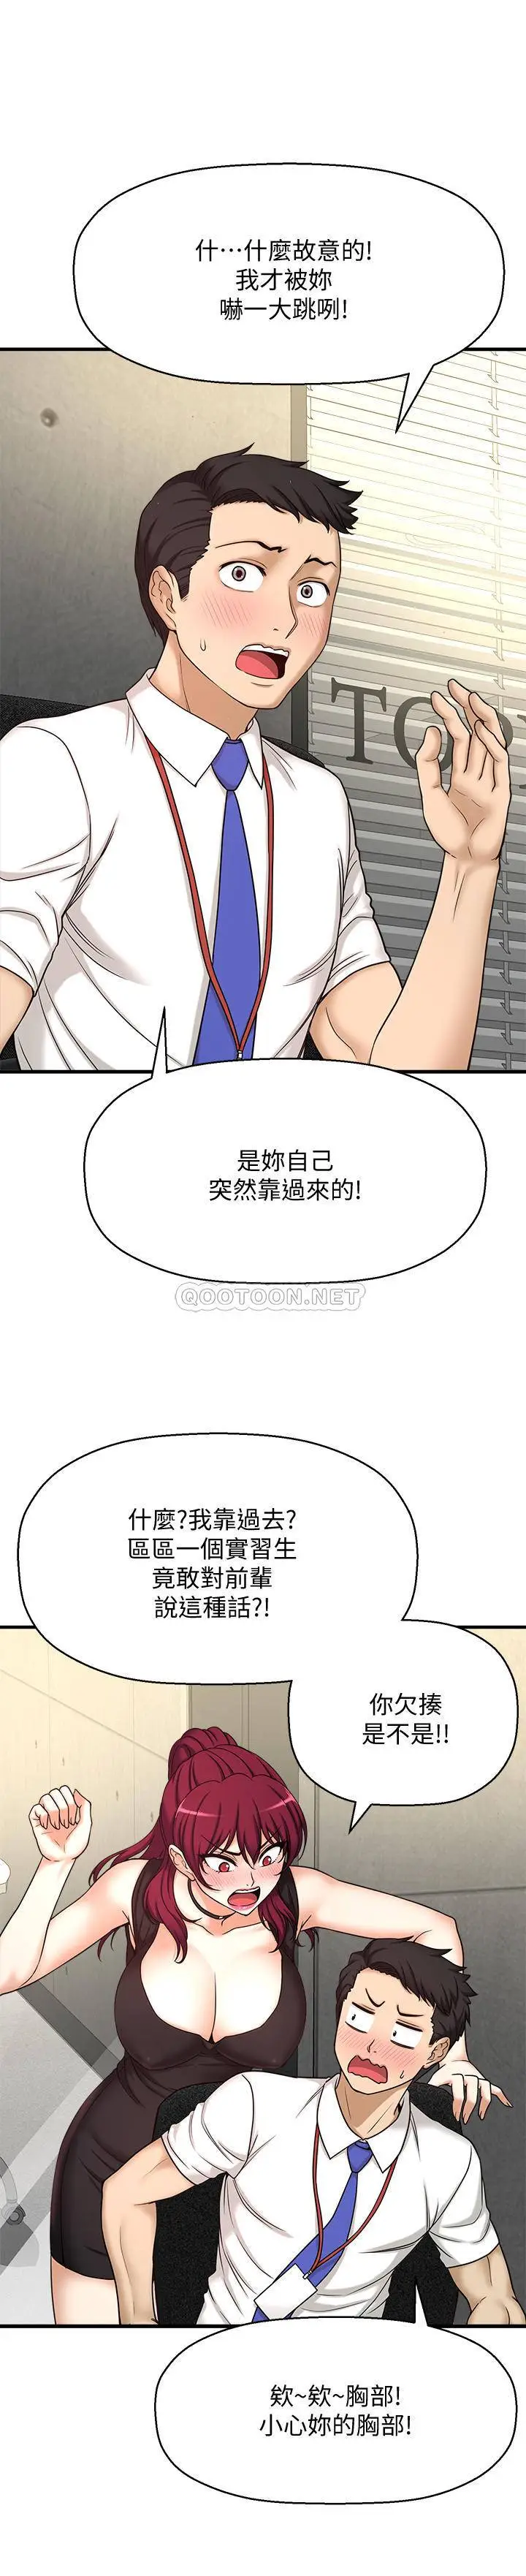 什…什麼故意的!
我才被妳
嚇一大跳咧!
TOP
是妳自己
突然靠過來的!
QOOTOON.NET
什麼?我靠過去?
區區一個實習生
竟敢對前輩
說這種話?!
你欠揍
是不是!!
欸~欸~胸部!
小心妳的胸部!